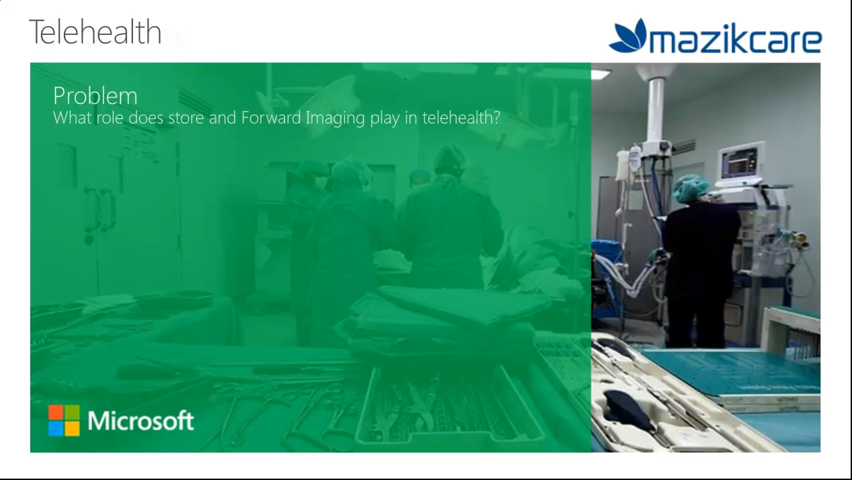 Telehealth
mazikcare
Problem
What role does store and Forward Imaging play in telehealth?
Microsoft